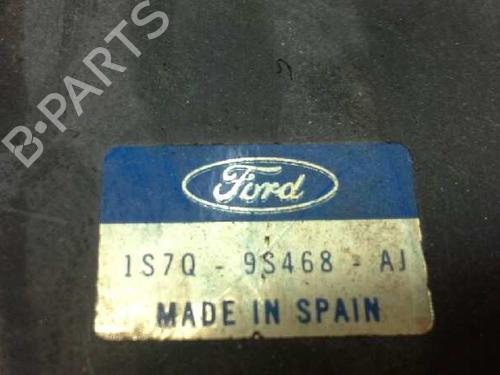 B-PARTS
Ford
1S7Q - 9S468 - AJ
MADE IN SPAIN